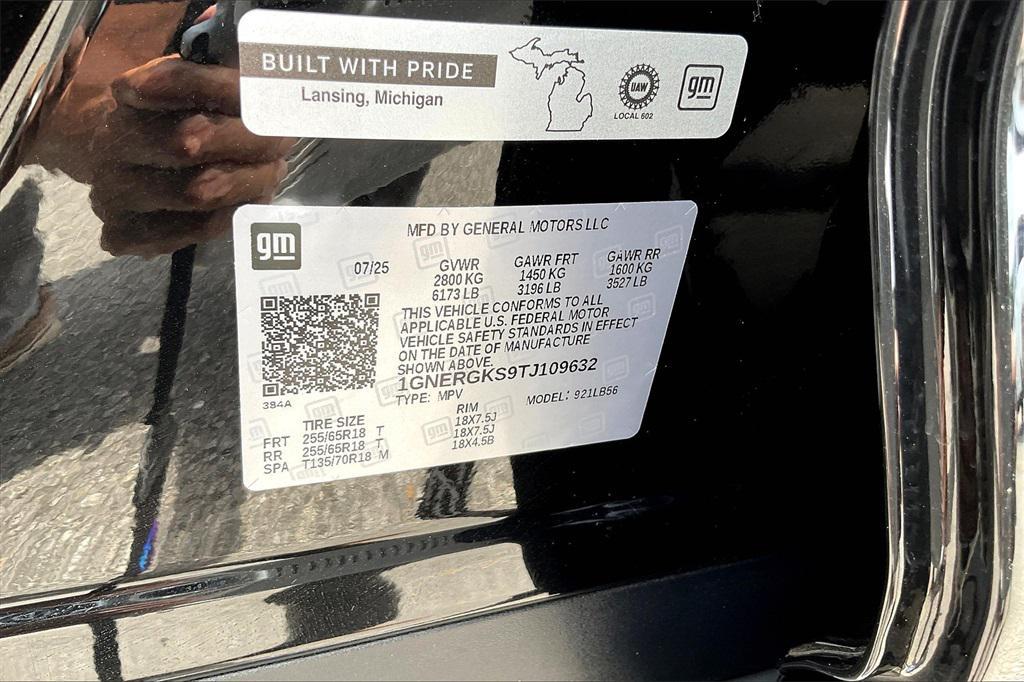 BUILT WITH PRIDE
Lansing, Michigan
UAW
LOCAL 602
gm
gm
MFD BY GENERAL MOTORS LLC
07/25
GVWR
2800 KG
6173 LB
GAWR FRT
1450 KG
3196 LB
GAWR RR
1600 KG
3527 LB
THIS VEHICLE CONFORMS TO ALL
APPLICABLE U.S. FEDERAL MOTOR
VEHICLE SAFETY STANDARDS IN EFFECT
ON THE DATE OF MANUFACTURE
SHOWN ABOVE
1GNERGKS9TJ109632
TYPE: MPV MODEL: 921LB56
384A
TIRE SIZE RIM
FRT 255/65R18 T 18X7.5J
RR 255/65R18 T 18X7.5J
SPA T135/70R18 M 18X4.5B